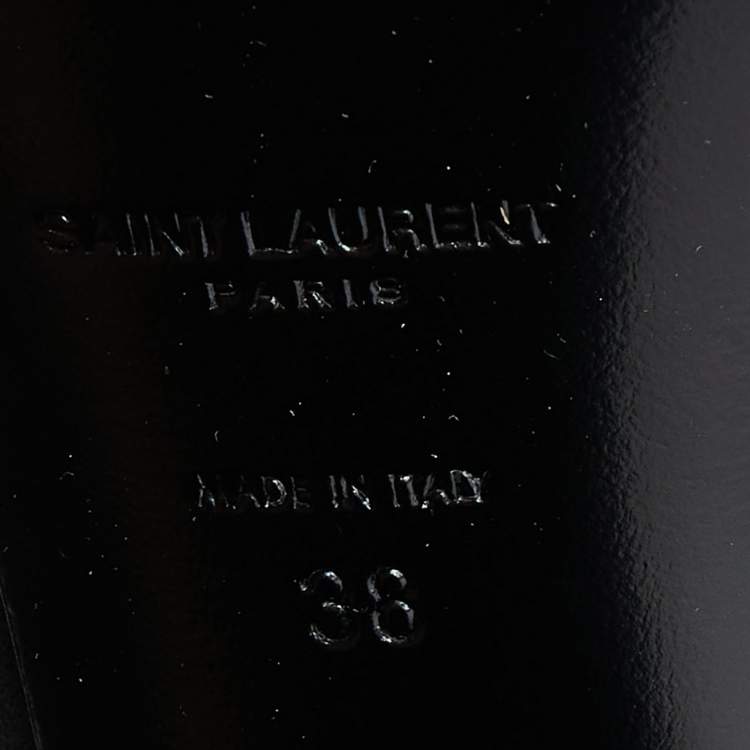 SAINT LAURENT
PARIS
MADE IN ITALY
38